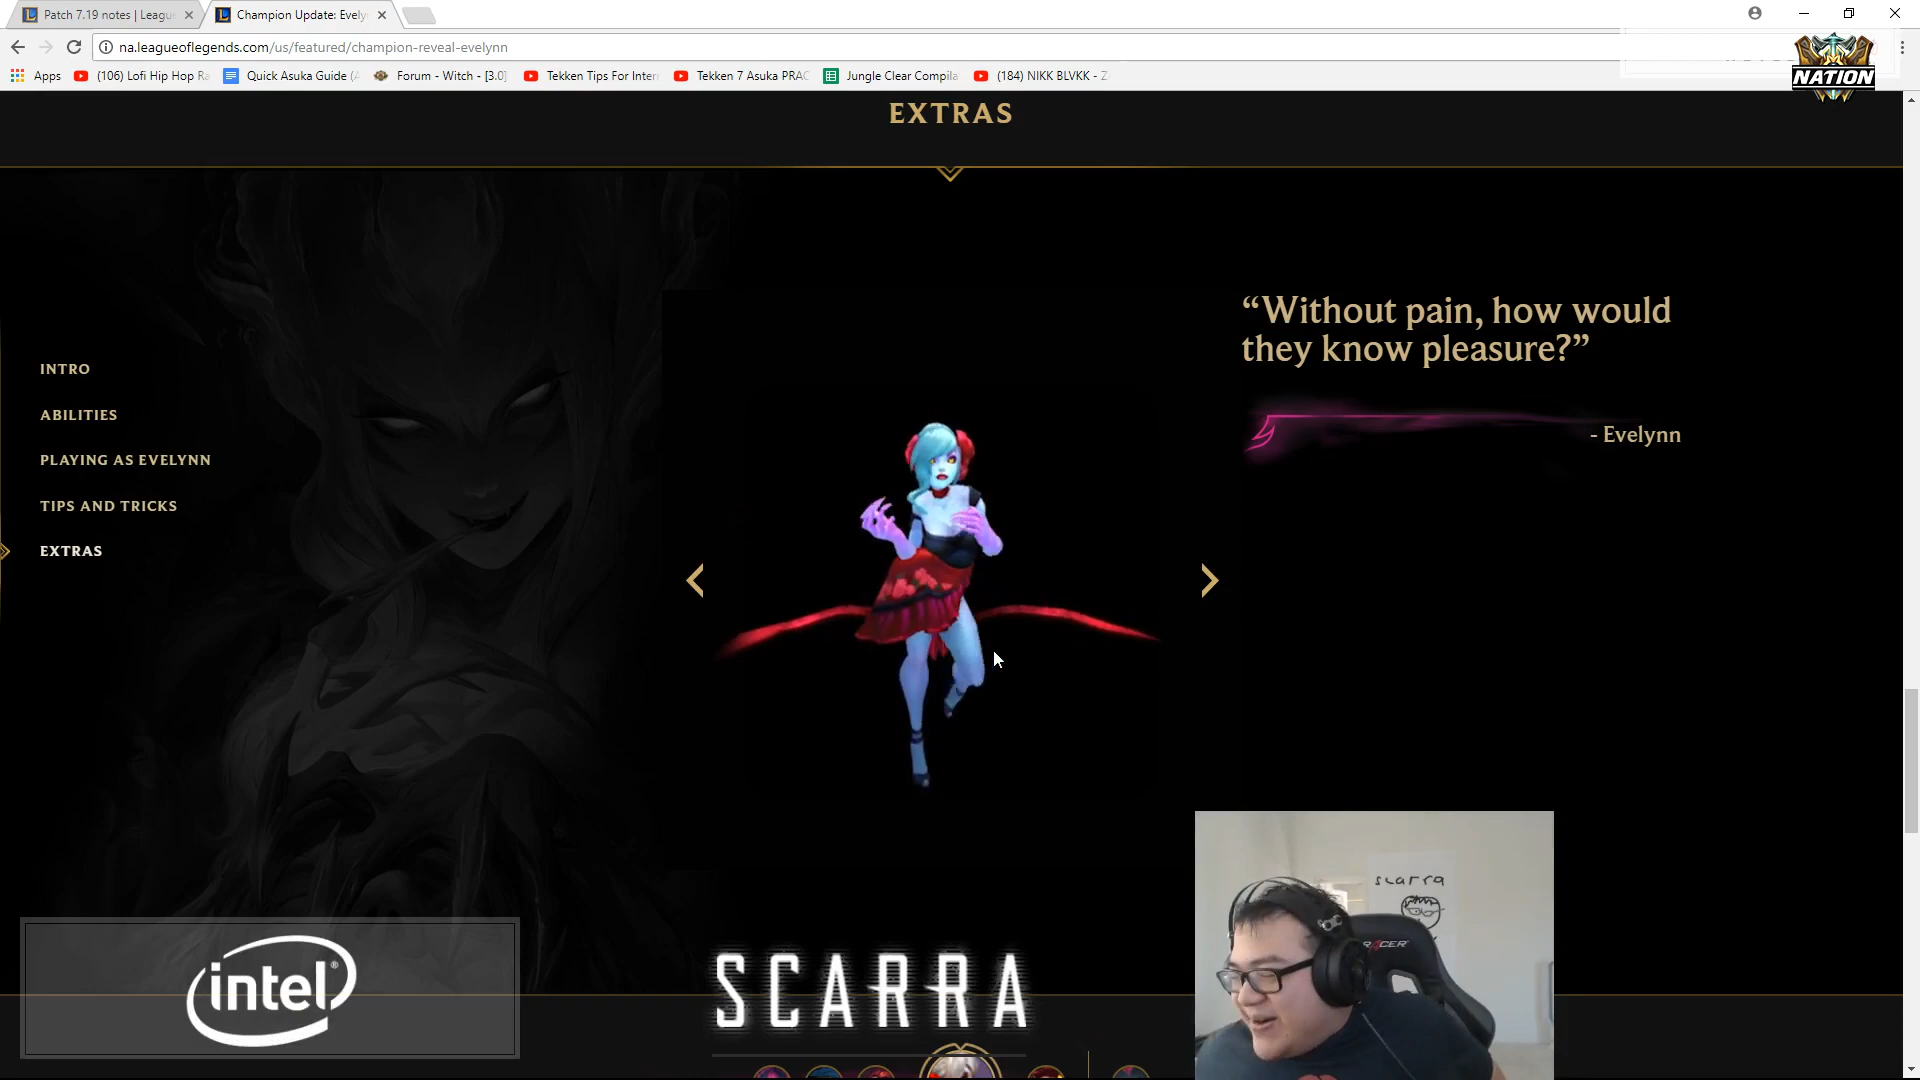 Patch 7.19 notes | Leagu
Champion Update: Evely
na.leagueoflegends.com/us/featured/champion-reveal-evelynn
Apps
(106) Lofi Hip Hop Ra
Quick Asuka Guide (A
Forum - Witch - [3.0]
Tekken Tips For Inter
Tekken 7 Asuka PRAC
Jungle Clear Compila
(184) NIKK BLVKK - Z
NATION
EXTRAS
“Without pain, how would
they know pleasure?”
- Evelynn
INTRO
ABILITIES
PLAYING AS EVELYNN
TIPS AND TRICKS
EXTRAS
scarra
RACER
intel®
SCARRA